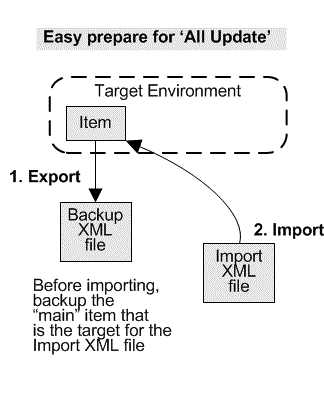 Easy prepare for ‘All Update’
Target Environment
Item
1. Export
Backup
XML
file
2. Import
Import
XML
file
Before importing,
backup the
“main” item that
is the target for the
Import XML file